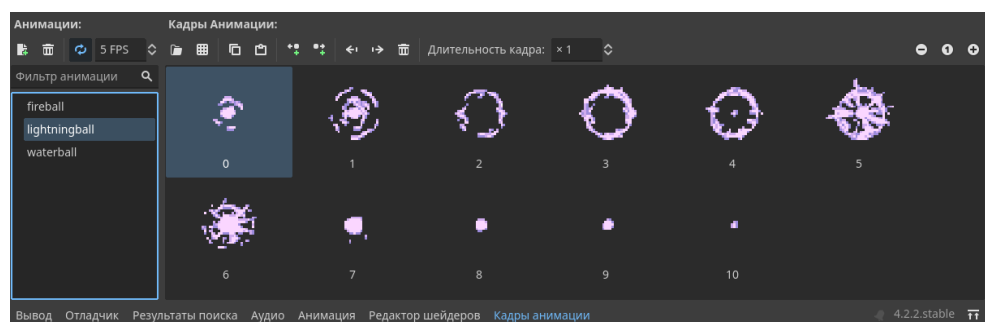 Анимации: Кадры Анимации:
5 FPS Длительность кадра: × 1
Фильтр анимации
fireball
lightningball
waterball
0 1 2 3 4 5
6 7 8 9 10
Вывод Отладчик Результаты поиска Аудио Анимация Редактор шейдеров Кадры анимации 4.2.2.stable